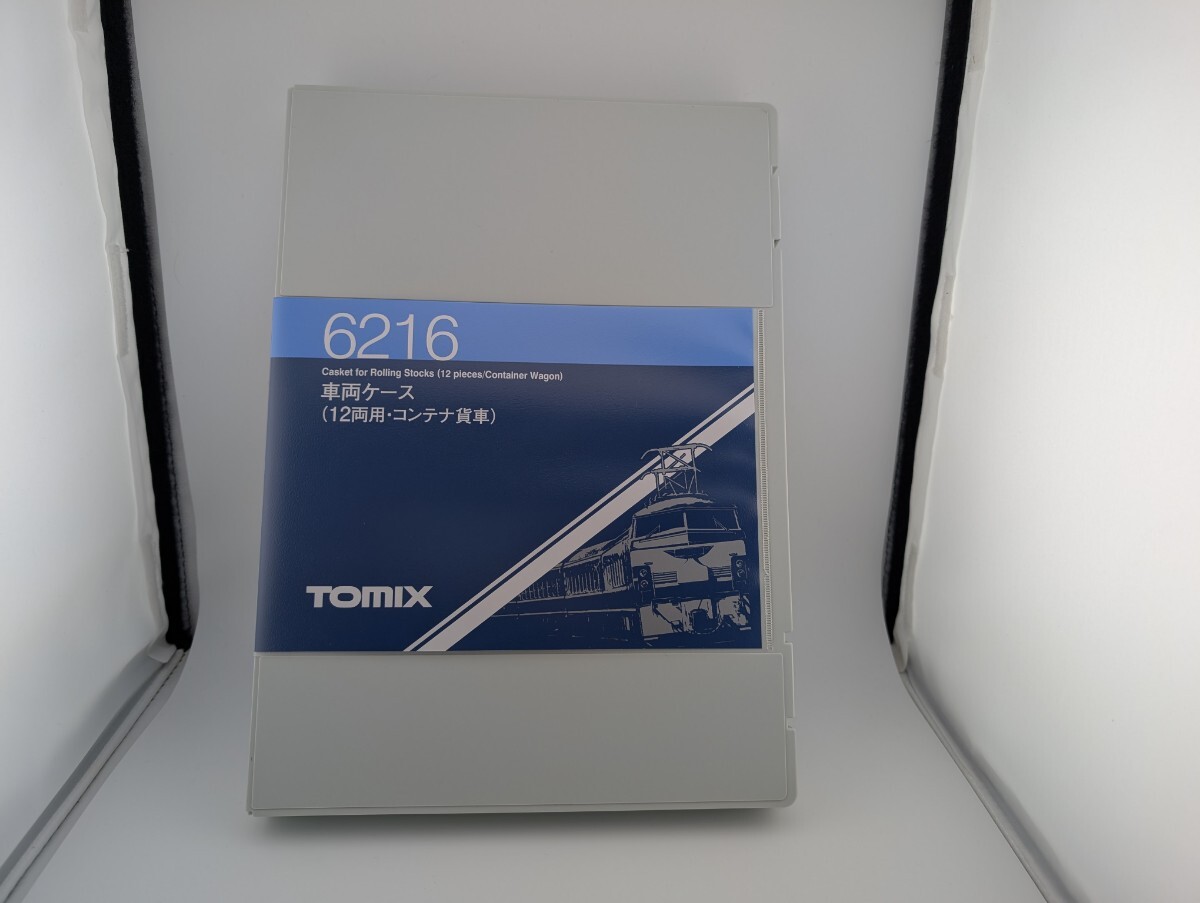 6216
Casket for Rolling Stocks (12 pieces/Container Wagon)
車両ケース
(12両用・コンテナ貨車)
TOMIX